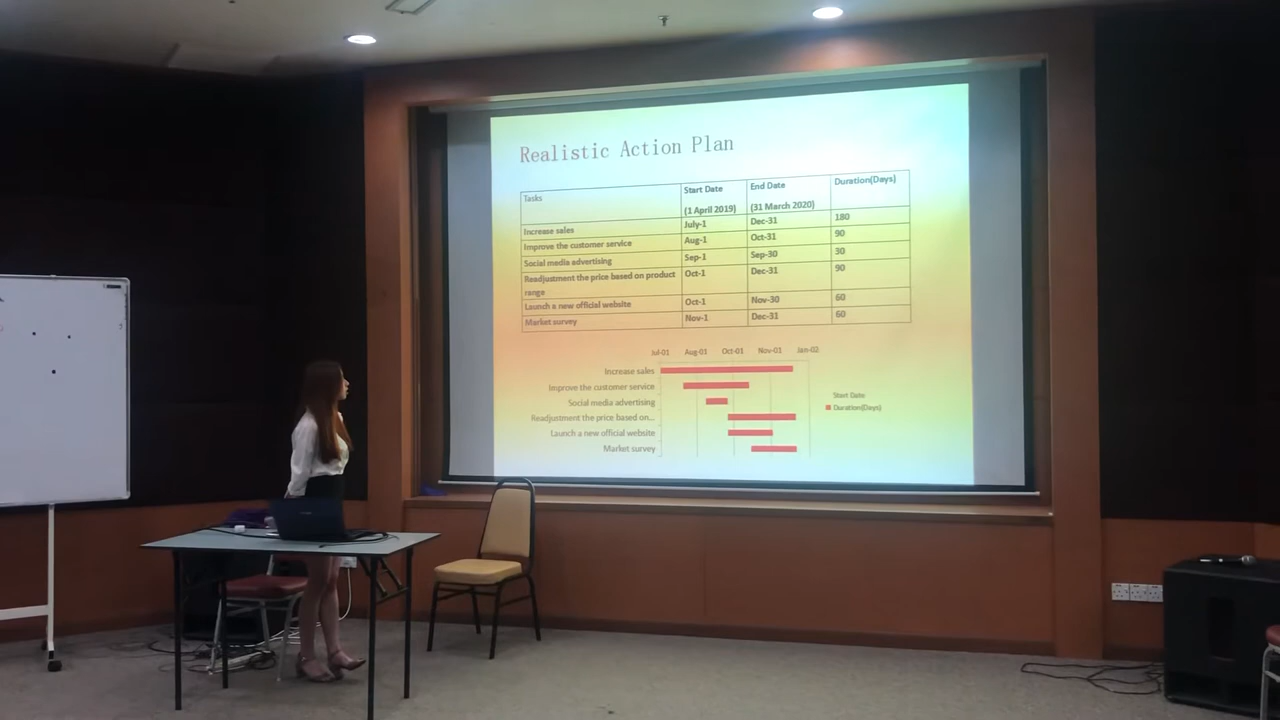 Realistic Action Plan
Tasks Start Date End Date Duration(Days)
(1 April 2019) (31 March 2020)
Increase sales July-1 Dec-31 180
Improve the customer service Aug-1 Oct-31 90
Social media advertising Sep-1 Sep-30 30
Readjustment the price based on product Oct-1 Dec-31 90
range
Launch a new official website Oct-1 Nov-30 60
Market survey Nov-1 Dec-31 60
Jul-01 Aug-01 Oct-01 Nov-01 Jan-02
Increase sales
Improve the customer service
Social media advertising
Readjustment the price based on...
Launch a new official website
Market survey
Start Date
Duration(Days)